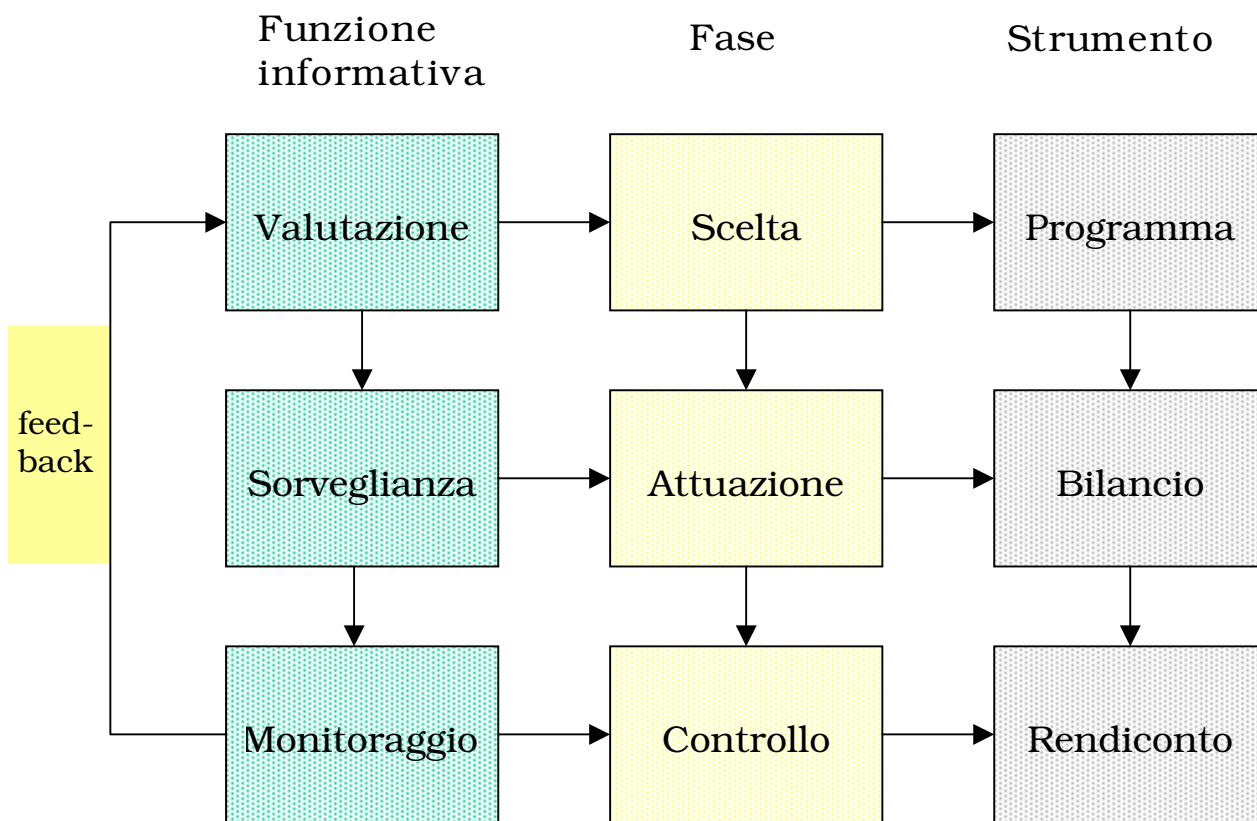 Funzione
informativa
Fase
Strumento
Valutazione
Scelta
Programma
feed-
back
Sorveglianza
Attuazione
Bilancio
Monitoraggio
Controllo
Rendiconto